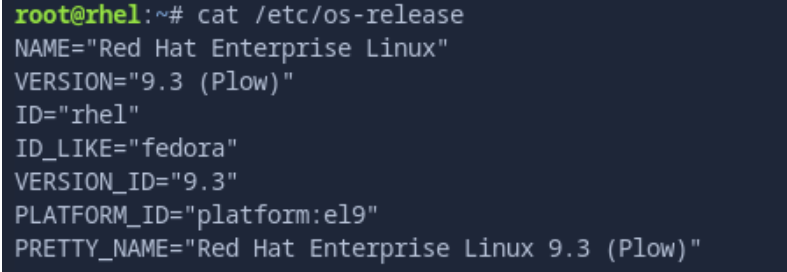 root@rhel:~# cat /etc/os-release
NAME="Red Hat Enterprise Linux"
VERSION="9.3 (Plow)"
ID="rhel"
ID_LIKE="fedora"
VERSION_ID="9.3"
PLATFORM_ID="platform:el9"
PRETTY_NAME="Red Hat Enterprise Linux 9.3 (Plow)"